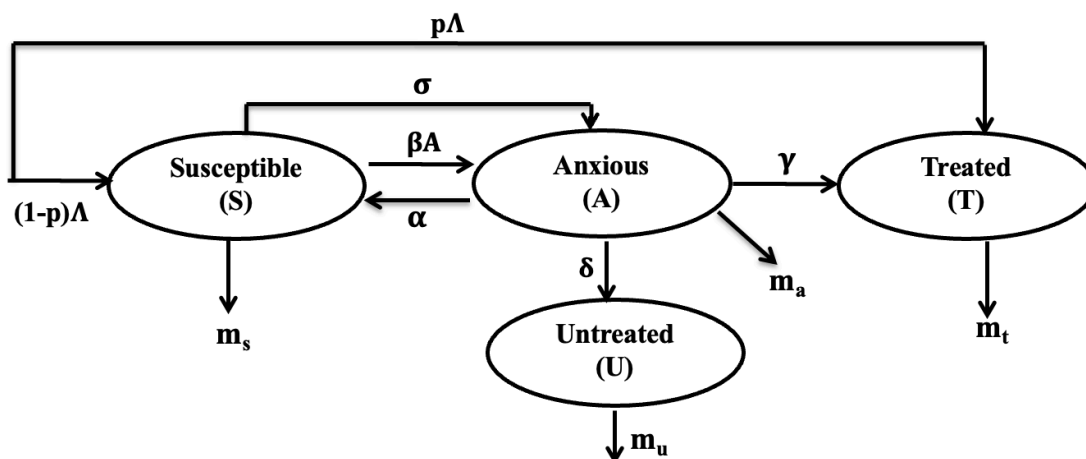 pΛ
σ
Susceptible
(S)
βA
α
Anxious
(A)
γ
Treated
(T)
(1-p)Λ
δ
mₐ
mₛ
mₜ
Untreated
(U)
mᵤ